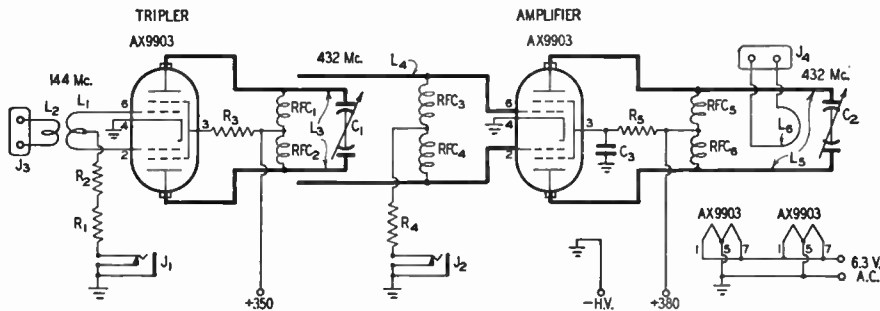 TRIPLER
AMPLIFIER
AX9903
AX9903
144 Mc.
432 Mc.
L4
J4
432 Mc.
L2
L1
6
4
2
3
R3
RFC1
L3
C1
RFC2
RFC3
RFC4
6
4
2
3
R5
C3
RFC5
RFC6
L6
C2
L5
J3
R2
R1
R4
J1
J2
AX9903
AX9903
1
5
7
1
5
7
6.3 V.
A.C.
+350
-H.V.
+380